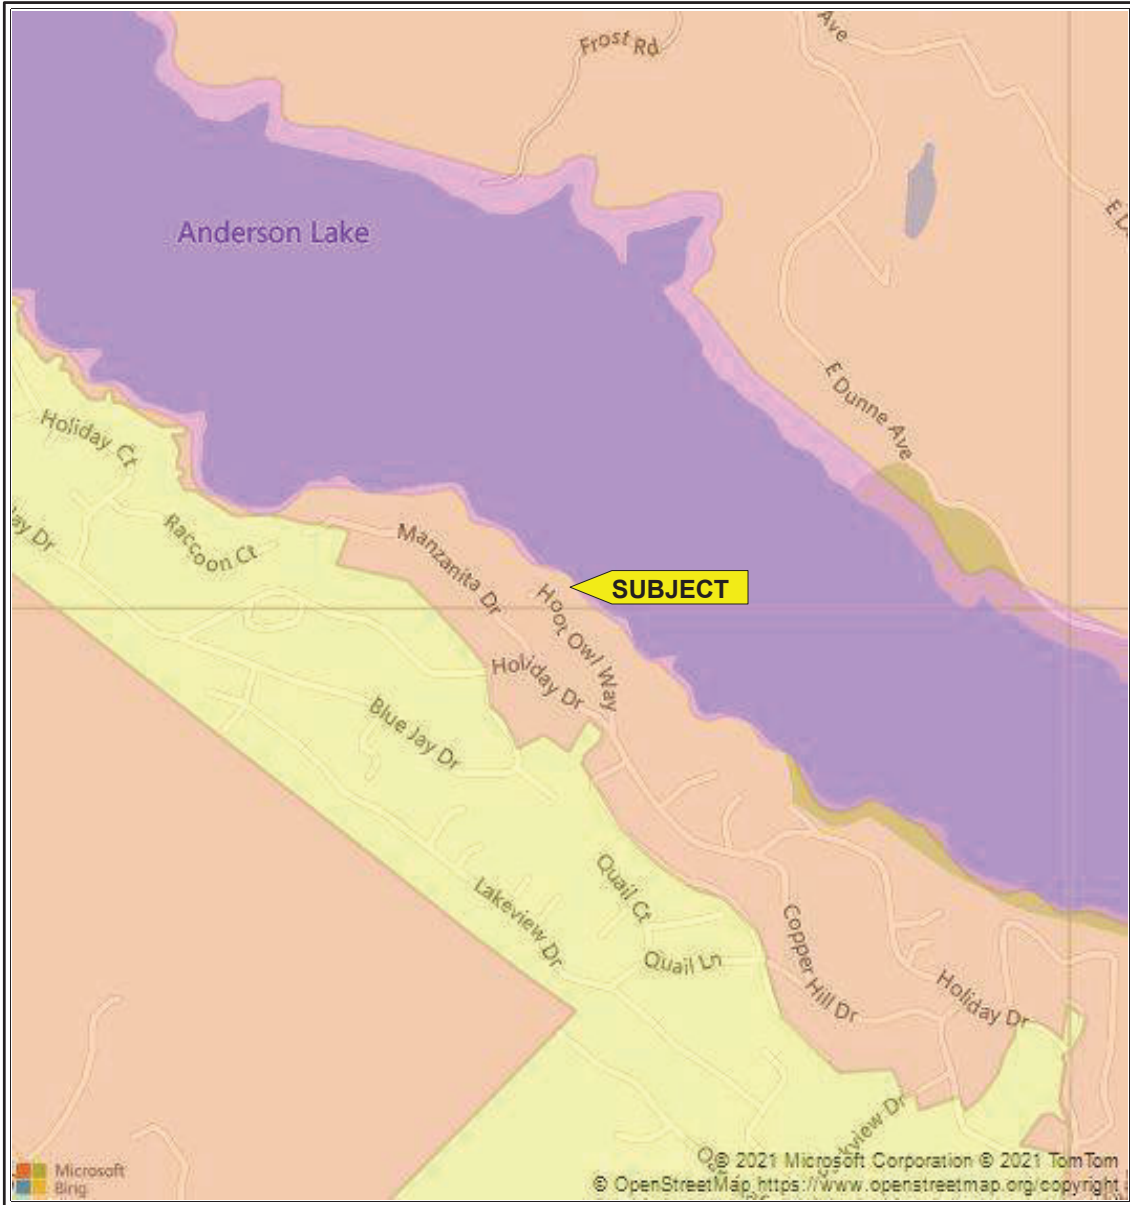 Ave
Frost Rd
Anderson Lake
E Dunne Ave
Holiday Ct
Raccoon Ct
ay Dr
Manzanita Dr
Hoot Owl Way
SUBJECT
Holiday Dr
Blue Jay Dr
Quail Ct
Lakeview Dr
Quail Ln
Copper Hill Dr
Holiday Dr
kview Dr
Microsoft
Bing
© 2021 Microsoft Corporation © 2021 TomTom
© OpenStreetMap https://www.openstreetmap.org/copyright